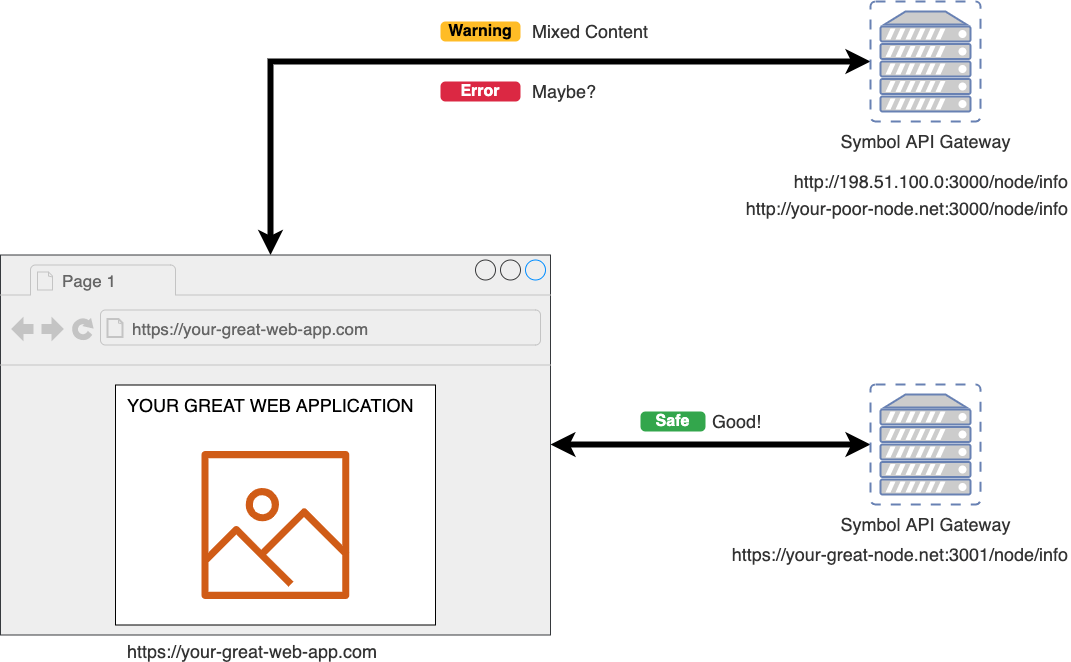 Warning Mixed Content
Error Maybe?
Symbol API Gateway
http://198.51.100.0:3000/node/info
http://your-poor-node.net:3000/node/info
Page 1
https://your-great-web-app.com
YOUR GREAT WEB APPLICATION
Safe Good!
Symbol API Gateway
https://your-great-node.net:3001/node/info
https://your-great-web-app.com